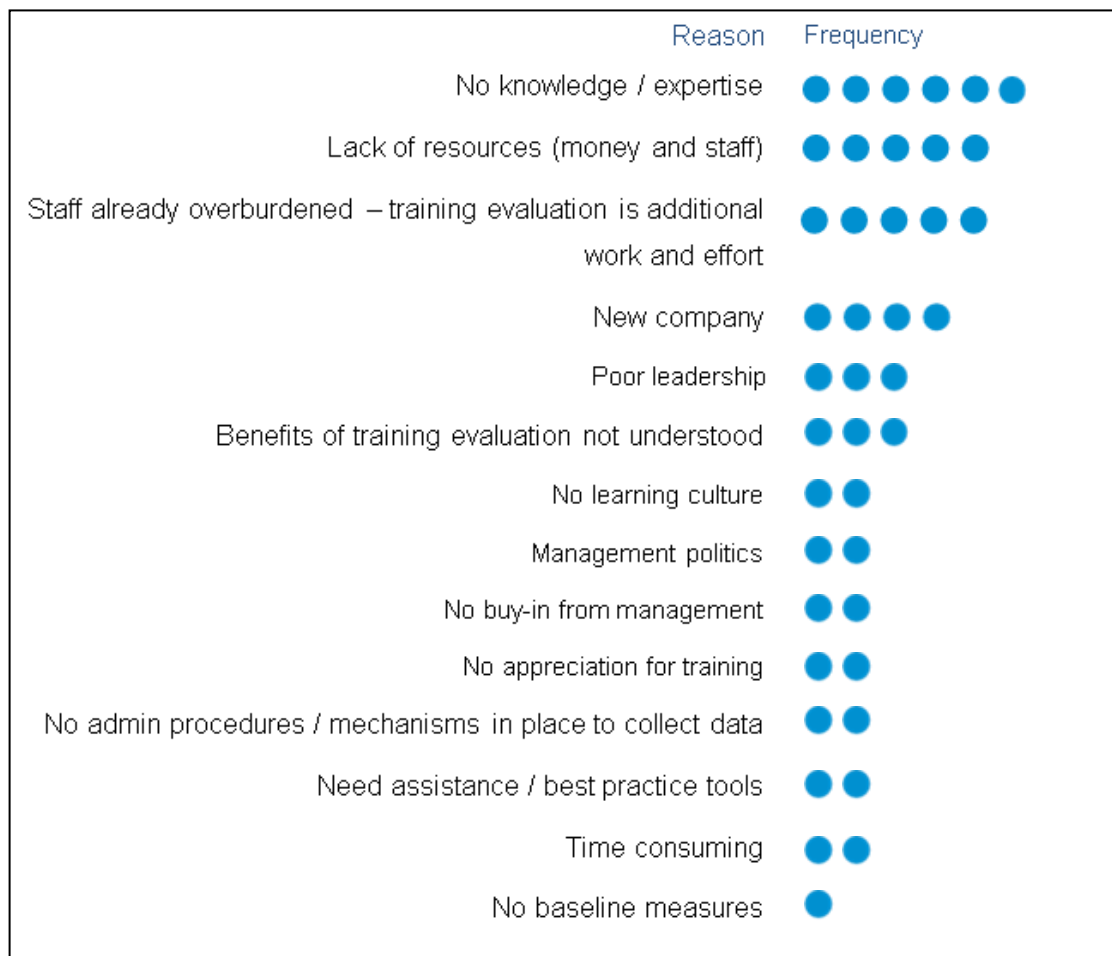 Reason Frequency
No knowledge / expertise
Lack of resources (money and staff)
Staff already overburdened – training evaluation is additional
work and effort
New company
Poor leadership
Benefits of training evaluation not understood
No learning culture
Management politics
No buy-in from management
No appreciation for training
No admin procedures / mechanisms in place to collect data
Need assistance / best practice tools
Time consuming
No baseline measures